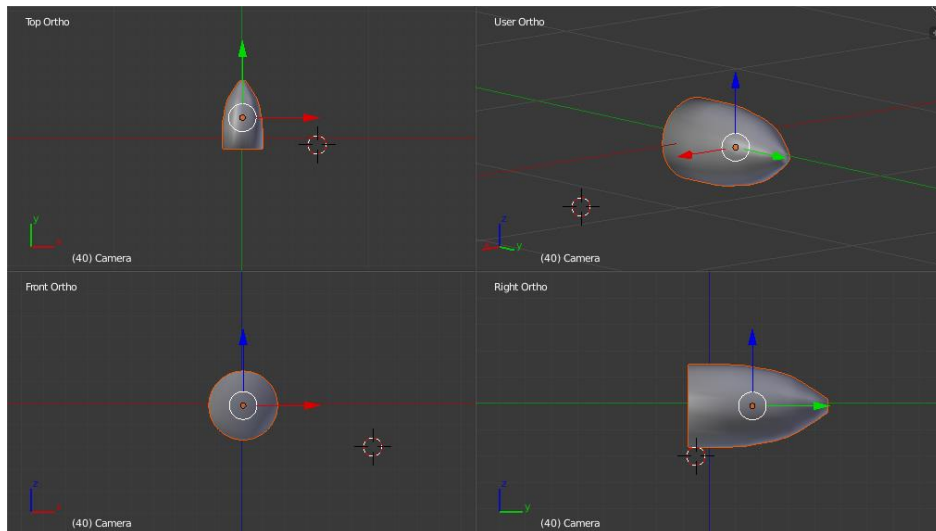 Top Ortho
y
x
(40) Camera
User Ortho
z
x
y
(40) Camera
Front Ortho
z
x
(40) Camera
Right Ortho
z
y
(40) Camera